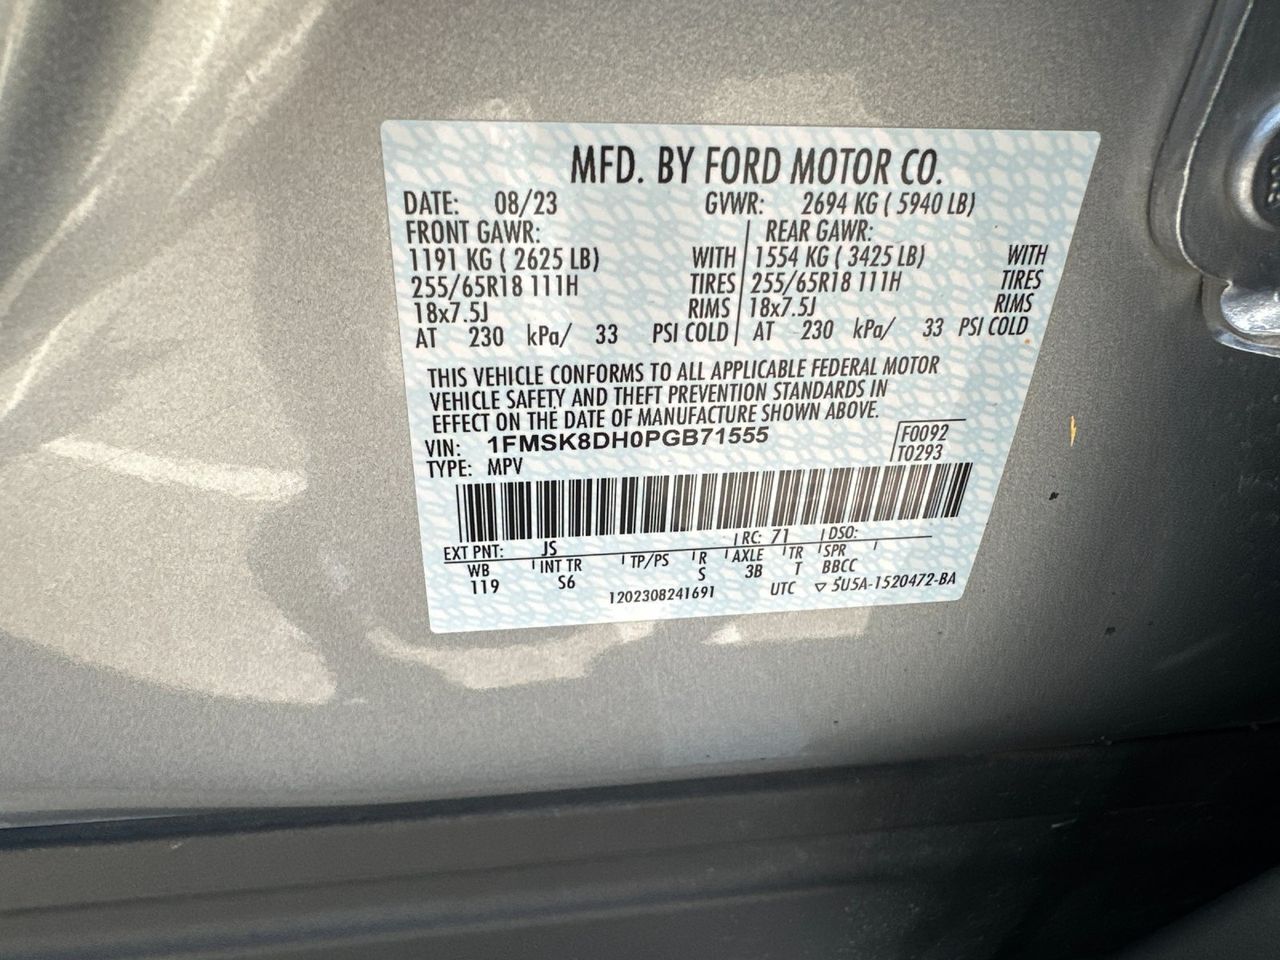 MFD. BY FORD MOTOR CO.
DATE: 08/23 GVWR: 2694 KG ( 5940 LB)
FRONT GAWR: REAR GAWR:
1191 KG ( 2625 LB) WITH 1554 KG ( 3425 LB) WITH
255/65R18 111H TIRES 255/65R18 111H TIRES
18x7.5J RIMS 18x7.5J RIMS
AT 230 kPa/ 33 PSI COLD AT 230 kPa/ 33 PSI COLD
THIS VEHICLE CONFORMS TO ALL APPLICABLE FEDERAL MOTOR
VEHICLE SAFETY AND THEFT PREVENTION STANDARDS IN
EFFECT ON THE DATE OF MANUFACTURE SHOWN ABOVE.
VIN: 1FMSK8DH0PGB71555 F0092
TYPE: MPV T0293
EXT PNT: JS RC: 71 DSO:
WB INT TR TP/PS R AXLE TR SPR
119 S6 S 3B T BBCC
1202308241691 UTC ▽ 5U5A-1520472-BA